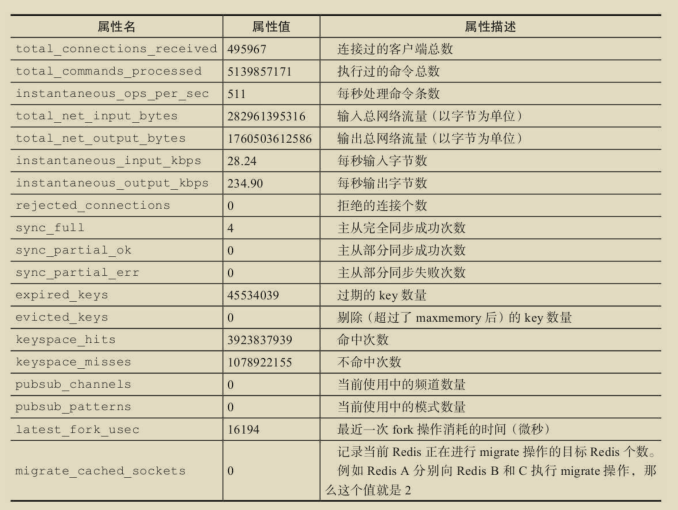 属性名 属性值 属性描述
total_connections_received 495967 连接过的客户端总数
total_commands_processed 5139857171 执行过的命令总数
instantaneous_ops_per_sec 511 每秒处理命令条数
total_net_input_bytes 282961395316 输入总网络流量（以字节为单位）
total_net_output_bytes 1760503612586 输出总网络流量（以字节为单位）
instantaneous_input_kbps 28.24 每秒输入字节数
instantaneous_output_kbps 234.90 每秒输出字节数
rejected_connections 0 拒绝的连接个数
sync_full 4 主从完全同步成功次数
sync_partial_ok 0 主从部分同步成功次数
sync_partial_err 0 主从部分同步失败次数
expired_keys 45534039 过期的 key 数量
evicted_keys 0 剔除（超过了 maxmemory 后）的 key 数量
keyspace_hits 3923837939 命中次数
keyspace_misses 1078922155 不命中次数
pubsub_channels 0 当前使用中的频道数量
pubsub_patterns 0 当前使用中的模式数量
latest_fork_usec 16194 最近一次 fork 操作消耗的时间（微秒）
migrate_cached_sockets 0 记录当前 Redis 正在进行 migrate 操作的目标 Redis 个数。
例如 Redis A 分别向 Redis B 和 C 执行 migrate 操作，那
么这个值就是 2